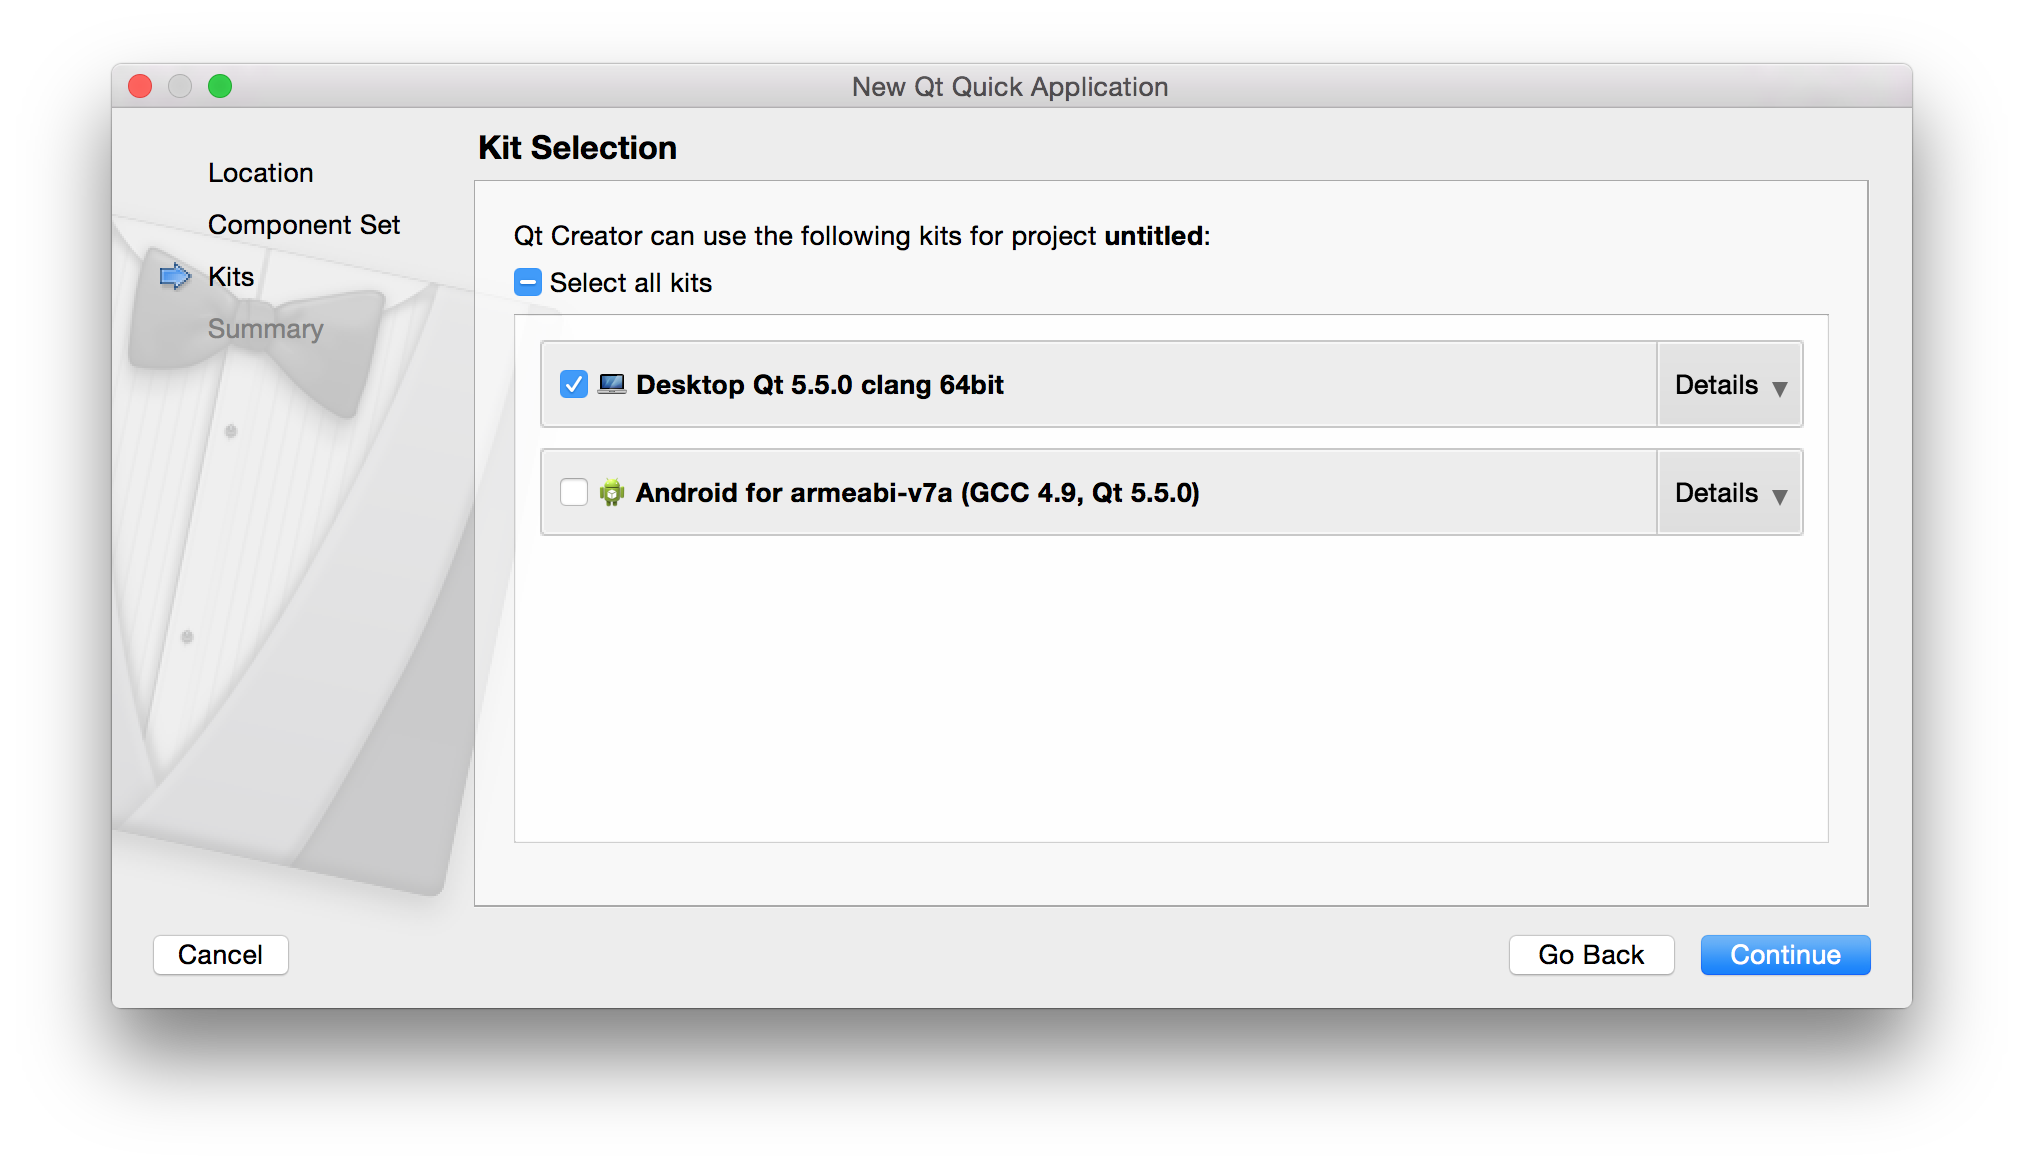 New Qt Quick Application
Location
Component Set
Kits
Summary
Kit Selection
Qt Creator can use the following kits for project untitled:
Select all kits
Desktop Qt 5.5.0 clang 64bit
Details
Android for armeabi-v7a (GCC 4.9, Qt 5.5.0)
Details
Cancel
Go Back
Continue